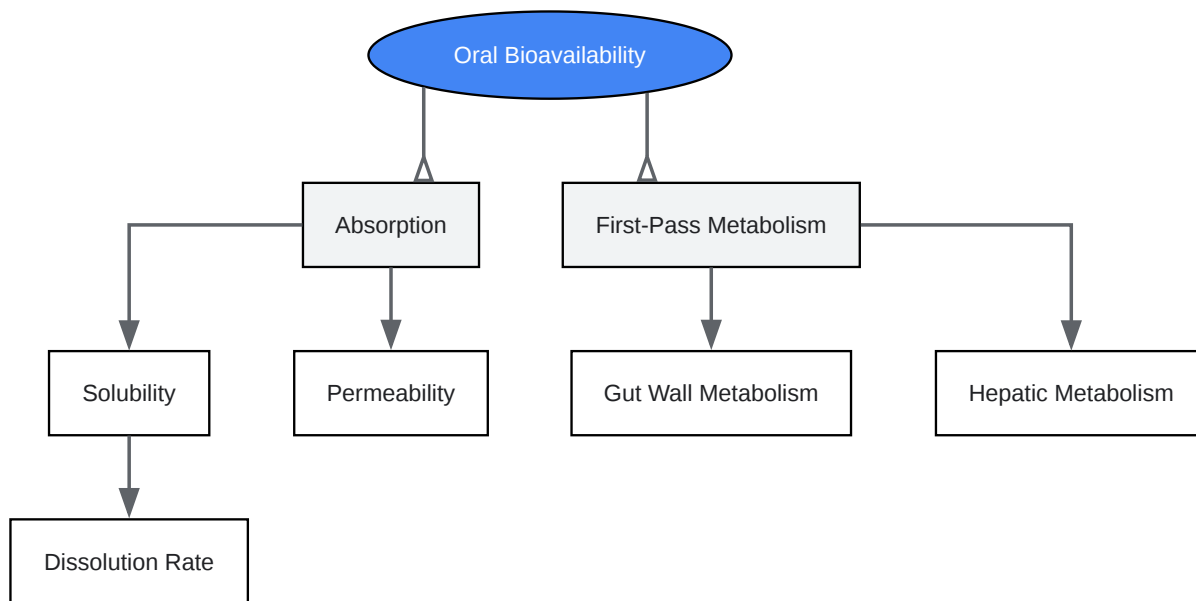 Oral Bioavailability
Absorption
First-Pass Metabolism
Solubility
Permeability
Gut Wall Metabolism
Hepatic Metabolism
Dissolution Rate